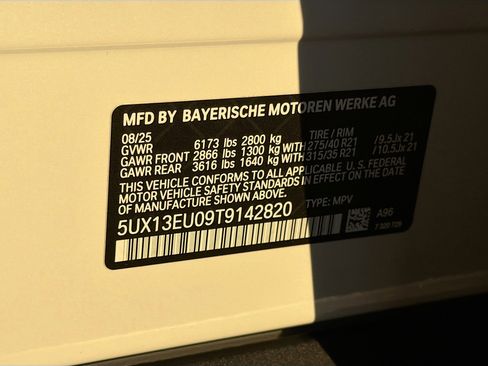 MFD BY BAYERISCHE MOTOREN WERKE AG
08/25
GVWR 6173 lbs 2800 kg TIRE / RIM
GAWR FRONT 2866 lbs 1300 kg WITH 275/40 R21 /9.5Jx 21
GAWR REAR 3616 lbs 1640 kg WITH 315/35 R21 /10.5Jx 21
THIS VEHICLE CONFORMS TO ALL APPLICABLE U. S. FEDERAL
MOTOR VEHICLE SAFETY STANDARDS IN EFFECT ON THE DATE
OF MANUFACTURE SHOWN ABOVE.
5UX13EU09T9142820 TYPE: MPV
A96
7 320 729